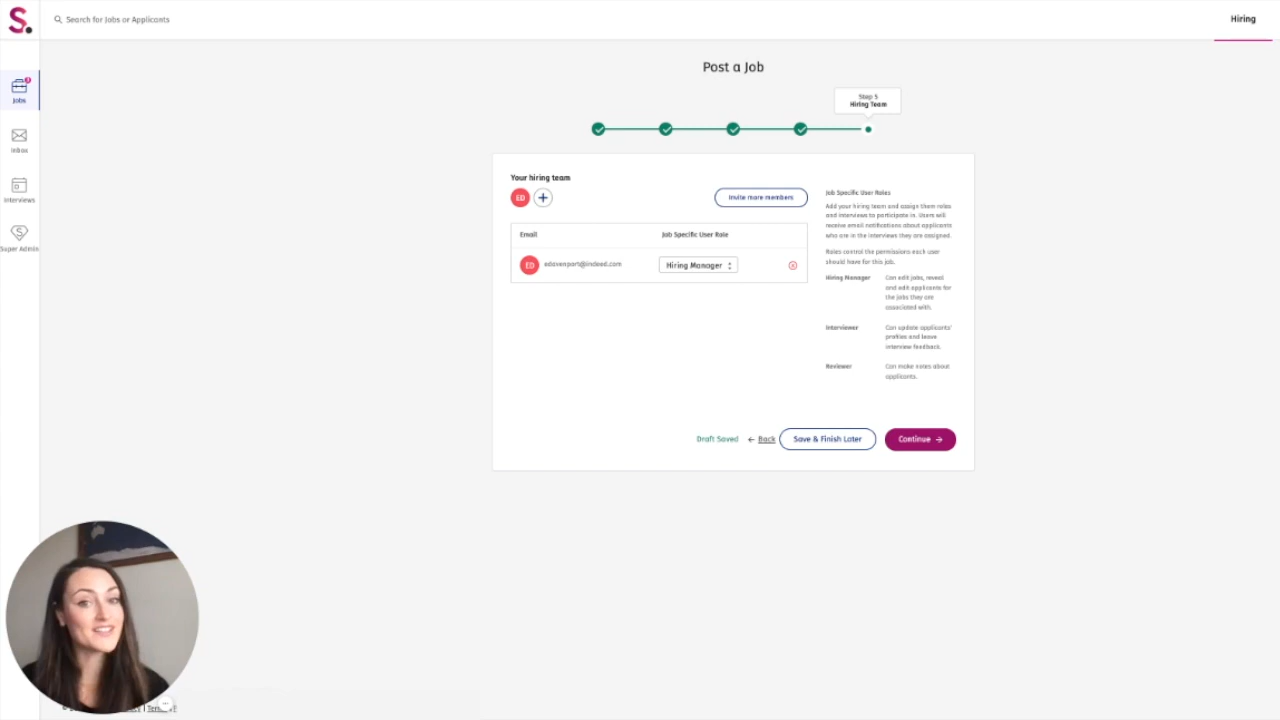 S.
Search for Jobs or Applicants
Hiring
Jobs
Inbox
Interviews
Super Admin
Post a Job
Step 5
Hiring Team
Your hiring team
ED
Invite more members
Email
Job Specific User Role
ED
edavenport@indeed.com
Hiring Manager
Job Specific User Roles
Add your hiring team and assign them roles
and interviews to participate in. Users will
receive email notifications about applicants
who are in the interviews they are assigned.
Roles control the permissions each user
should have for this job.
Hiring Manager
Can edit jobs, reveal
and edit applicants for
the jobs they are
associated with.
Interviewer
Can update applicants'
profiles and leave
interview feedback.
Reviewer
Can make notes about
applicants.
Draft Saved
Back
Save & Finish Later
Continue